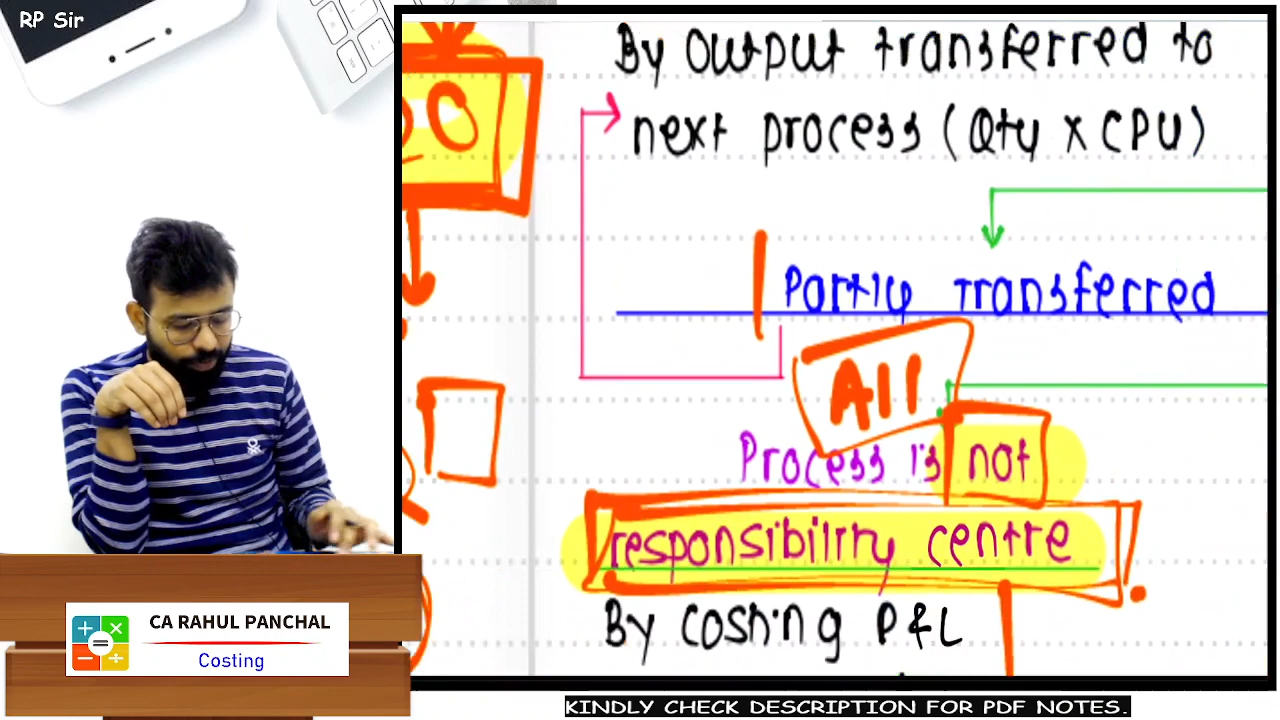 RP Sir
By Output transferred to
next process (Qty x CPU)
Partly Transferred
All
Process is not
responsibility centre
By Costing P&L
CA RAHUL PANCHAL
Costing
KINDLY CHECK DESCRIPTION FOR PDF NOTES.